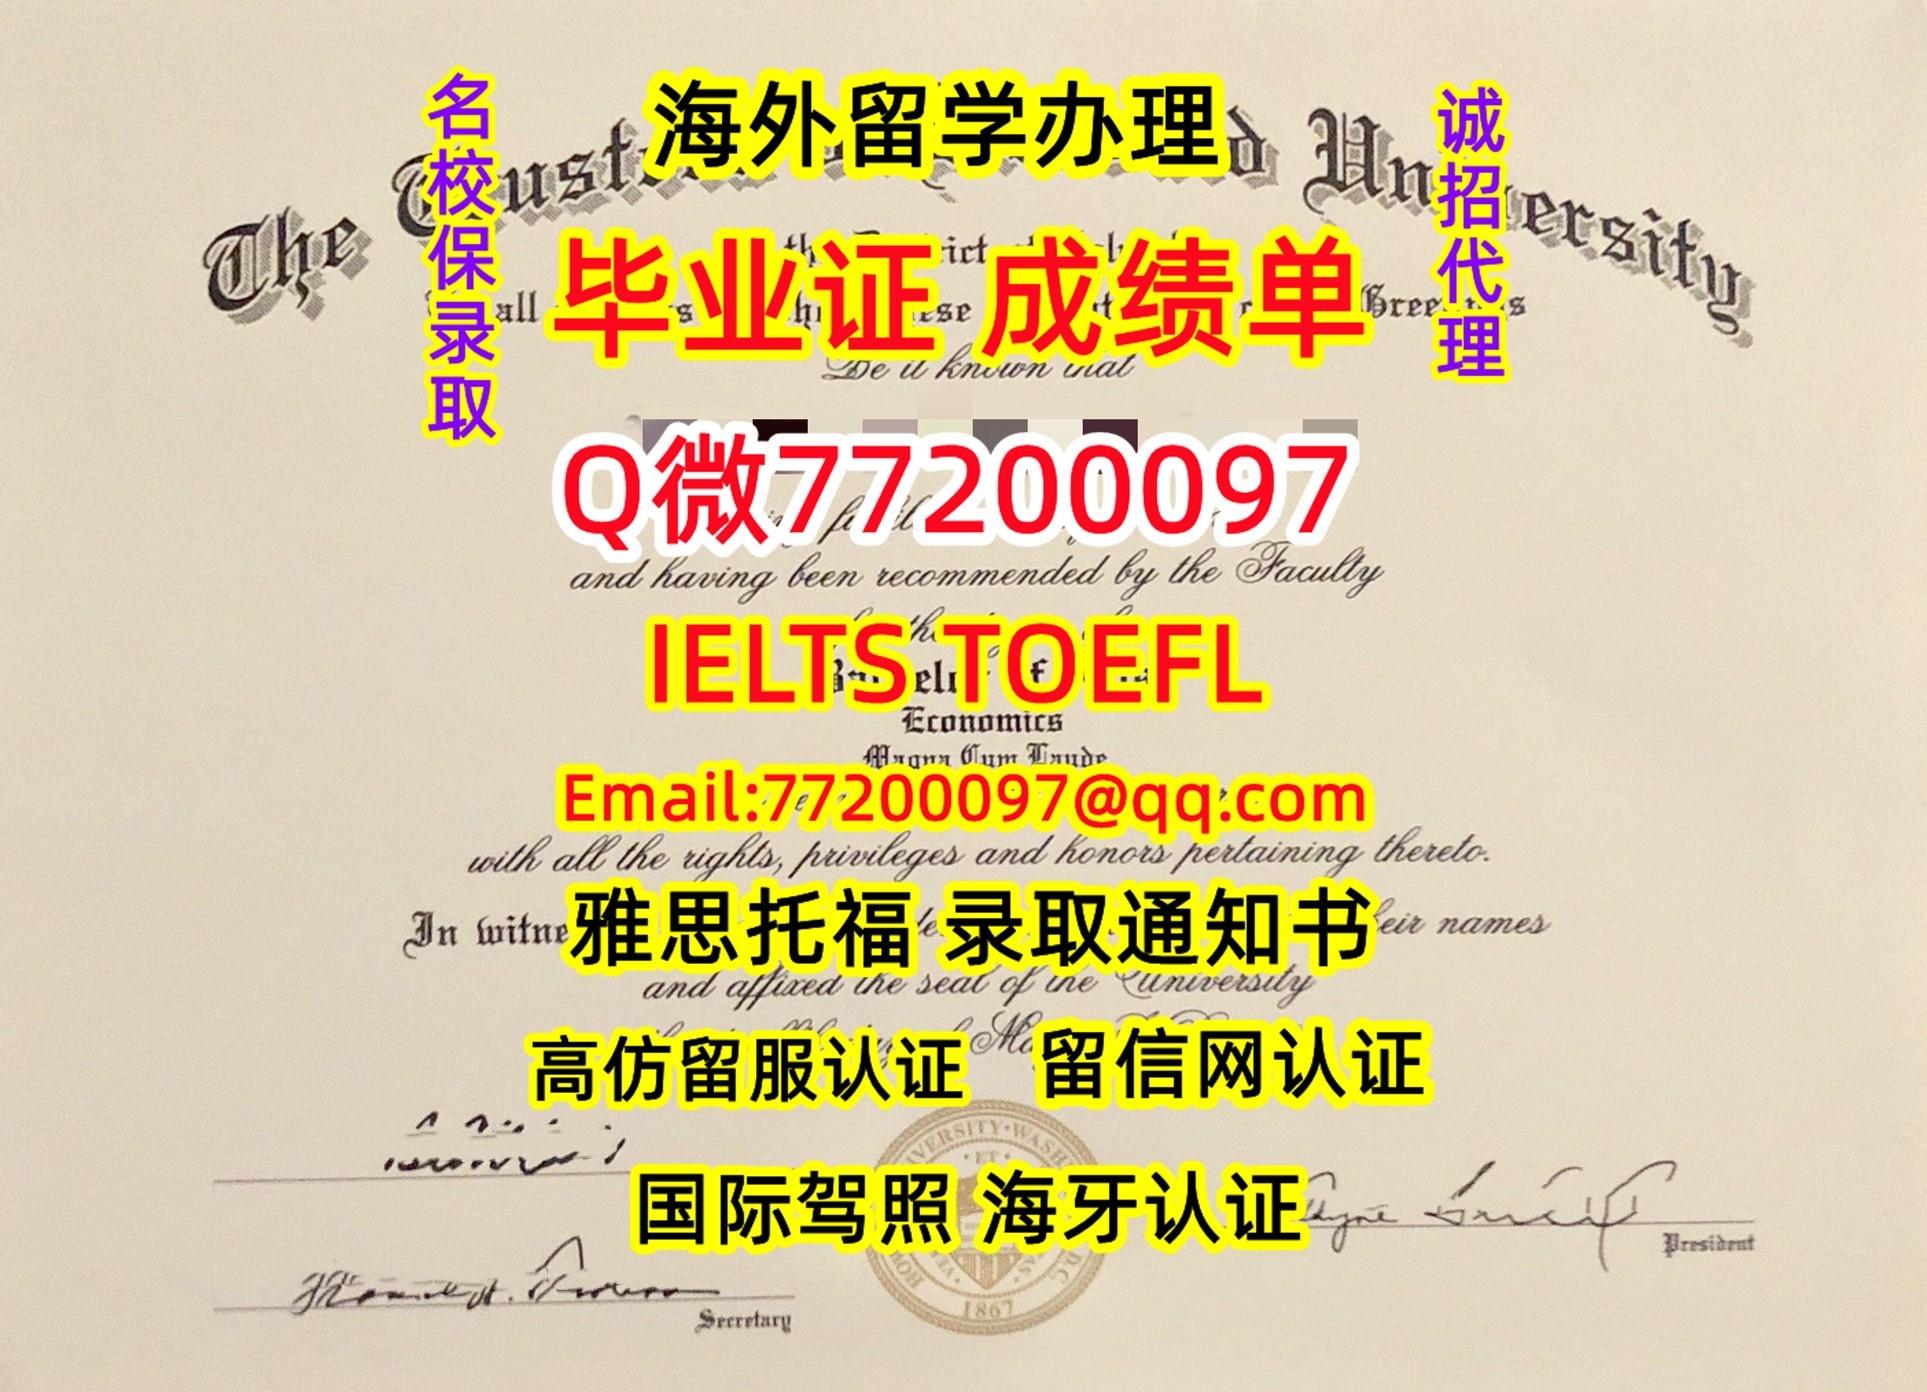 名校保录取
海外留学办理
诚招代理
The University
毕业证 成绩单
all
Be it known that
Q微77200097
and having been recommended by the Faculty
IELTS TOEFL
Economics
Magna Cum Laude
Email:77200097@qq.com
with all the rights, privileges and honors pertaining thereto.
In
雅思托福 录取通知书
names
and affixed the seal of the University
高仿留服认证 留信网认证
国际驾照 海牙认证
President
Secretary
1867